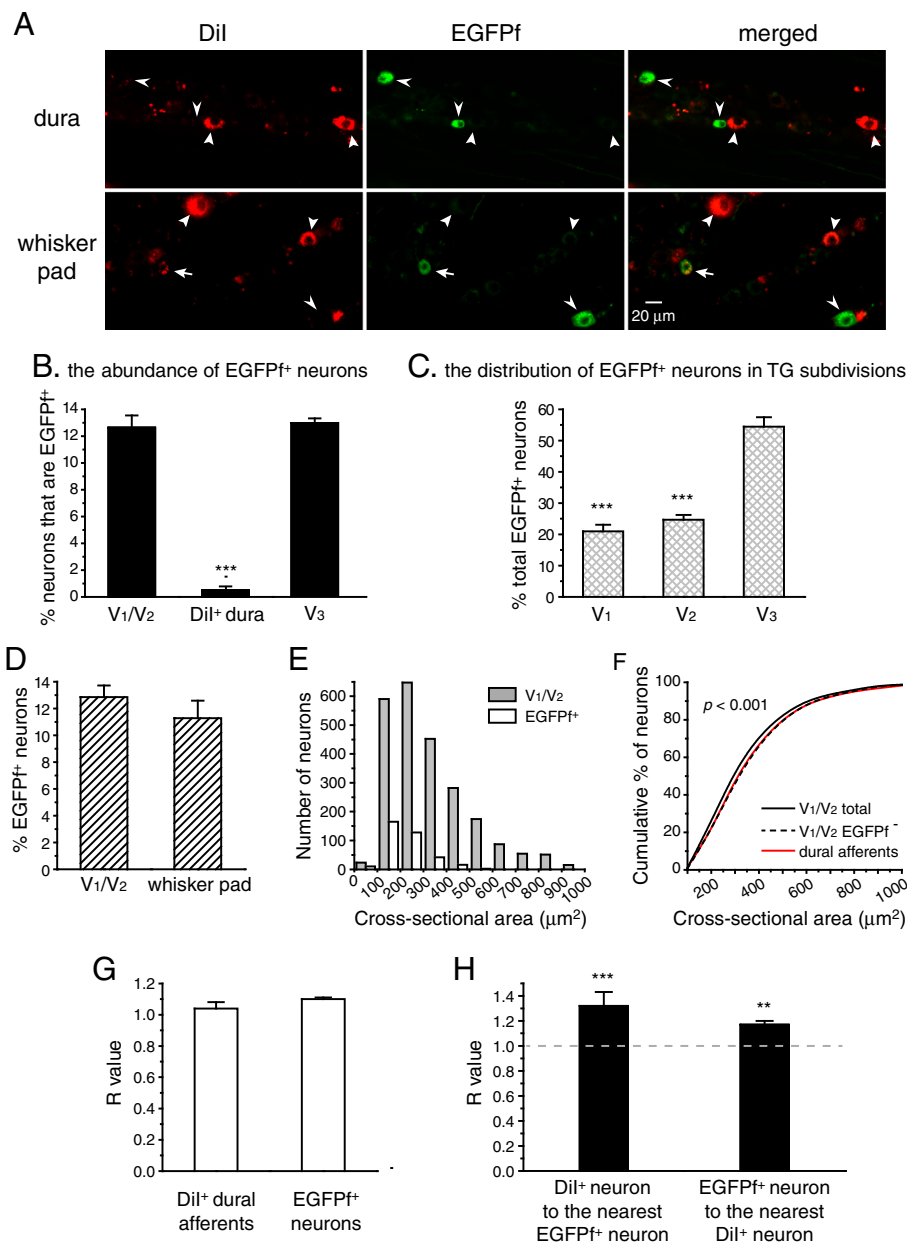 A
DiI
EGFPf
merged
dura
whisker
pad
20 μm
B. the abundance of EGFPf⁺ neurons
% neurons that are EGFPf⁺
14
12
10
8
6
4
2
0
***
V1/V2
DiI⁺ dura
V3
C. the distribution of EGFPf⁺ neurons in TG subdivisions
% total EGFPf⁺ neurons
60
50
40
30
20
10
0
***
***
V1
V2
V3
D
% EGFPf⁺ neurons
14
12
10
8
6
4
2
0
V1/V2
whisker pad
E
Number of neurons
600
500
400
300
200
100
0
V1/V2
EGFPf⁺
0
100
200
300
400
500
600
700
800
900
1000
Cross-sectional area (μm²)
F
Cumulative % of neurons
100
80
60
40
20
0
p < 0.001
V1/V2 total
V1/V2 EGFPf⁻
dural afferents
200
400
600
800
1000
Cross-sectional area (μm²)
G
R value
1.2
1.0
0.8
0.6
0.4
0.2
0.0
DiI⁺ dural
afferents
EGFPf⁺
neurons
H
R value
1.4
1.2
1.0
0.8
0.6
0.4
0.2
0.0
***
**
DiI⁺ neuron
to the nearest
EGFPf⁺ neuron
EGFPf⁺ neuron
to the nearest
DiI⁺ neuron